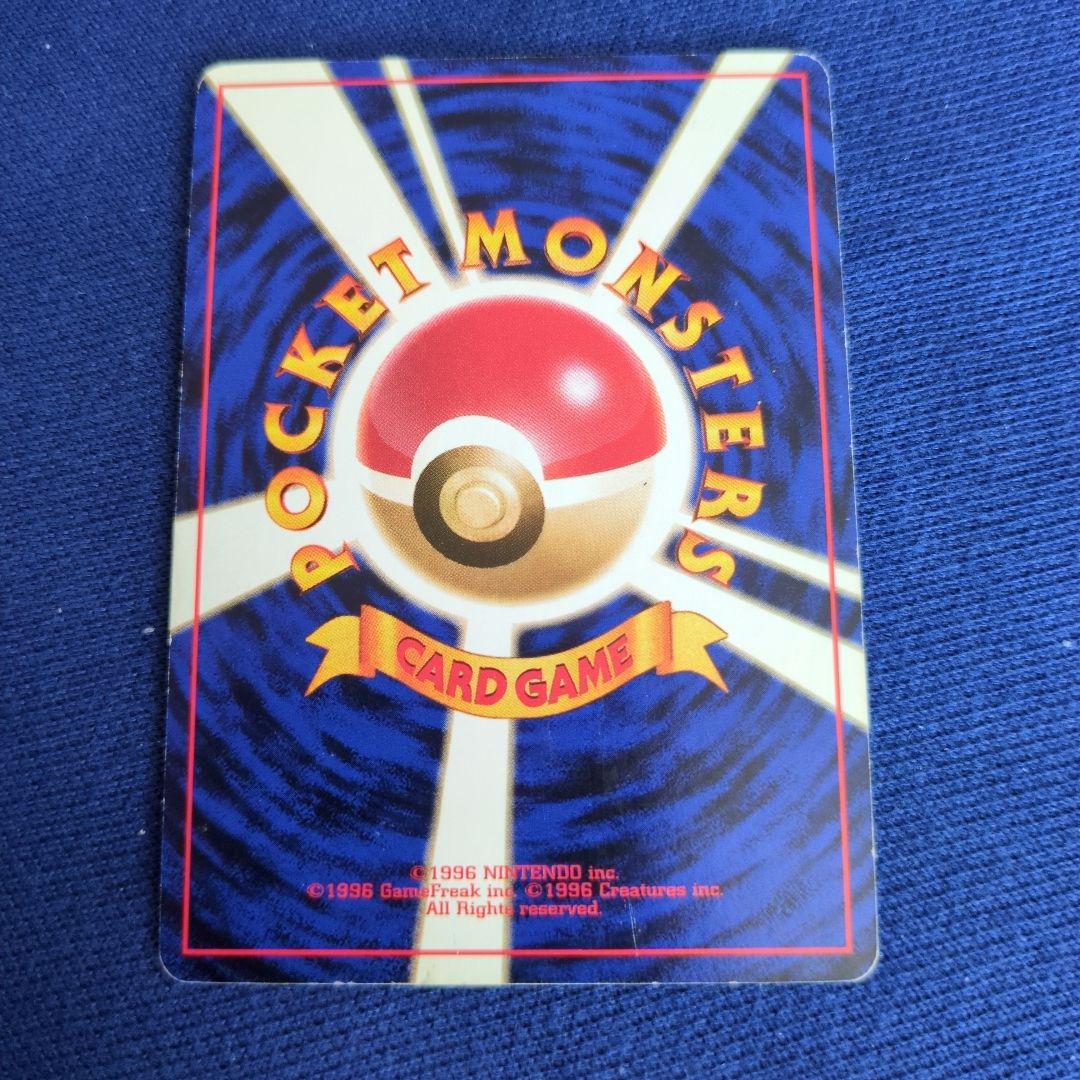 POCKET MONSTERS
CARD GAME
©1996 NINTENDO inc.
©1996 GameFreak inc. ©1996 Creatures inc.
All Rights reserved.